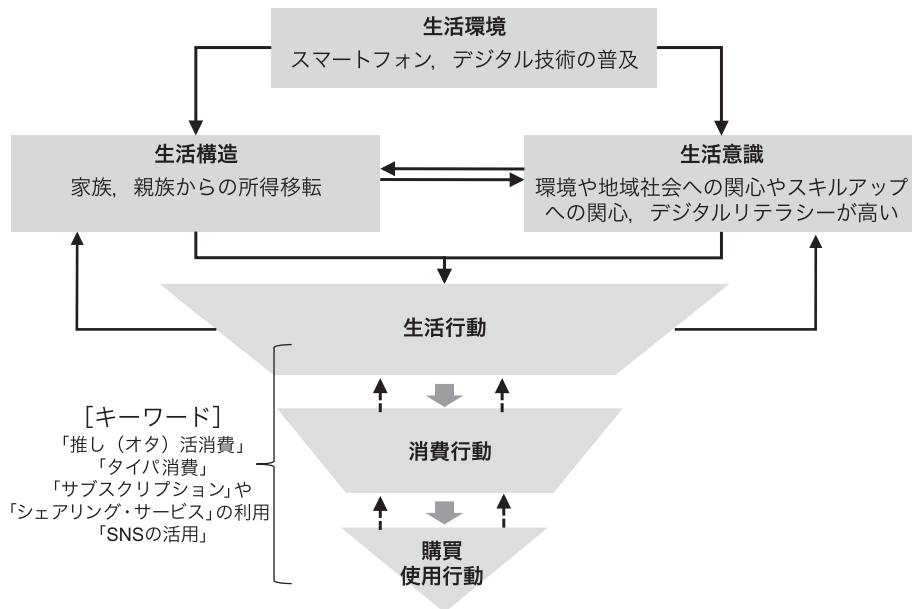 生活環境
スマートフォン，デジタル技術の普及
生活構造
家族，親族からの所得移転
生活意識
環境や地域社会への関心やスキルアップ
への関心，デジタルリテラシーが高い
生活行動
［キーワード］
「推し（オタ）活消費」
「タイパ消費」
「サブスクリプション」や
「シェアリング・サービス」の利用
「SNSの活用」
消費行動
購買
使用行動